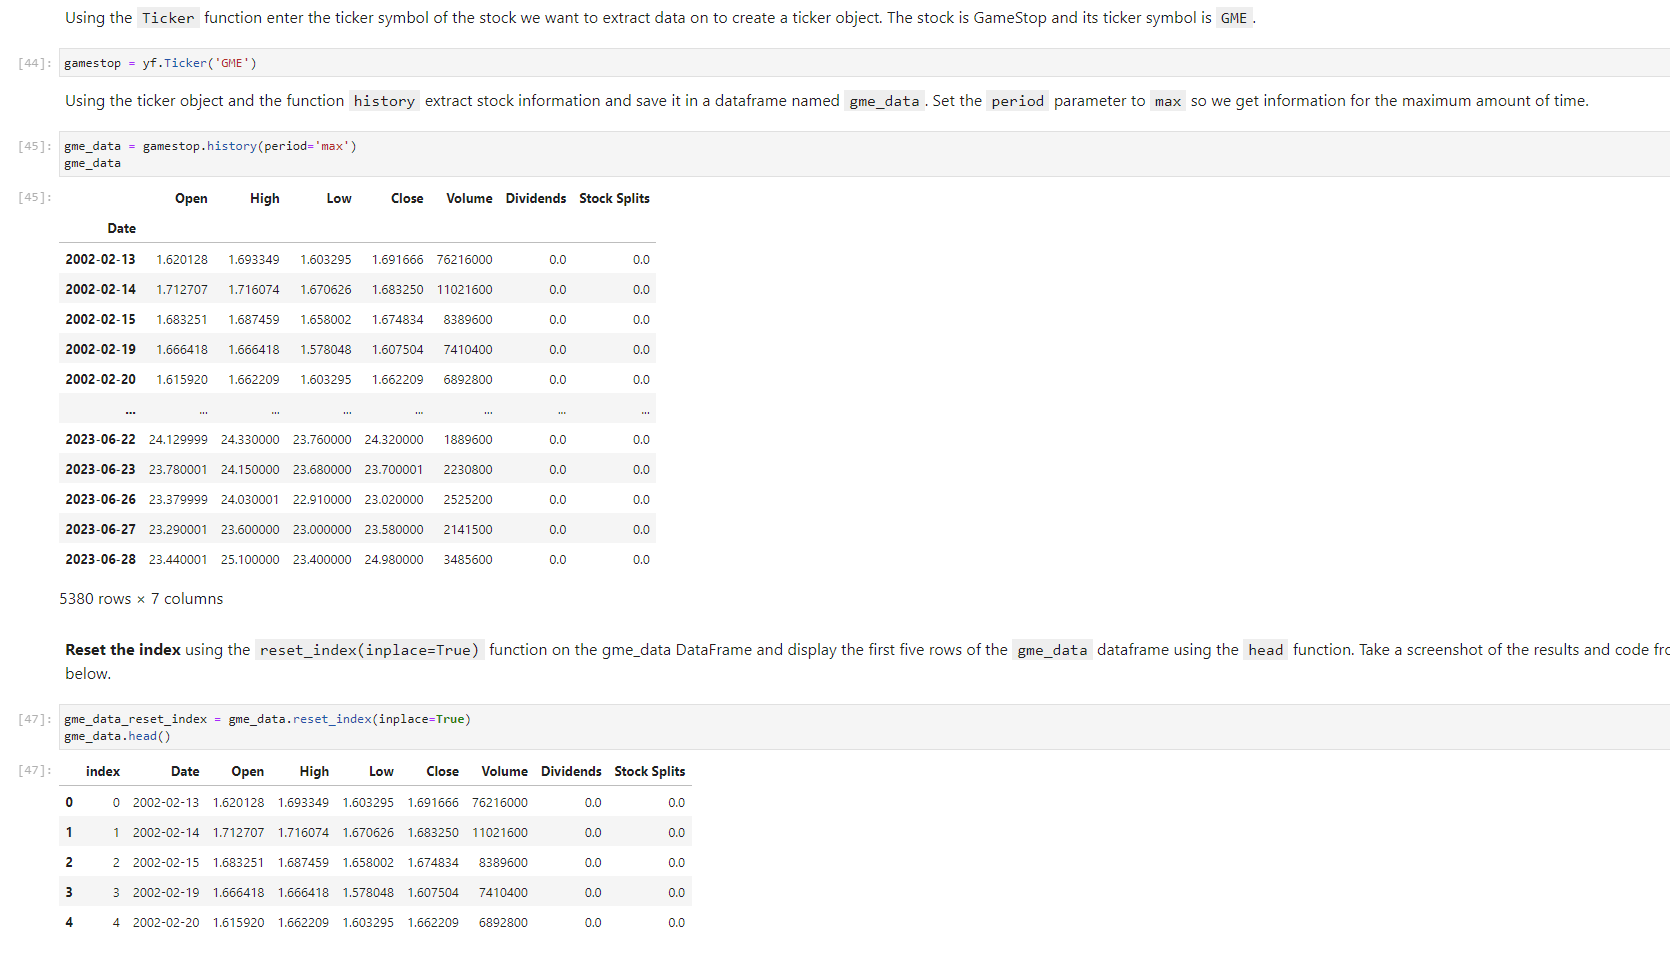 Using the Ticker function enter the ticker symbol of the stock we want to extract data on to create a ticker object. The stock is GameStop and its ticker symbol is GME .
[44]: gamestop = yf.Ticker('GME')
Using the ticker object and the function history extract stock information and save it in a dataframe named gme_data . Set the period parameter to max so we get information for the maximum amount of time.
[45]: gme_data = gamestop.history(period='max')
gme_data
[45]: Open High Low Close Volume Dividends Stock Splits
Date
2002-02-13 1.620128 1.693349 1.603295 1.691666 76216000 0.0 0.0
2002-02-14 1.712707 1.716074 1.670626 1.683250 11021600 0.0 0.0
2002-02-15 1.683251 1.687459 1.658002 1.674834 8389600 0.0 0.0
2002-02-19 1.666418 1.666418 1.578048 1.607504 7410400 0.0 0.0
2002-02-20 1.615920 1.662209 1.603295 1.662209 6892800 0.0 0.0
... ... ... ... ... ... ... ...
2023-06-22 24.129999 24.330000 23.760000 24.320000 1889600 0.0 0.0
2023-06-23 23.780001 24.150000 23.680000 23.700001 2230800 0.0 0.0
2023-06-26 23.379999 24.030001 22.910000 23.020000 2525200 0.0 0.0
2023-06-27 23.290001 23.600000 23.000000 23.580000 2141500 0.0 0.0
2023-06-28 23.440001 25.100000 23.400000 24.980000 3485600 0.0 0.0
5380 rows × 7 columns
Reset the index using the reset_index(inplace=True) function on the gme_data DataFrame and display the first five rows of the gme_data dataframe using the head function. Take a screenshot of the results and code
below.
[47]: gme_data_reset_index = gme_data.reset_index(inplace=True)
gme_data.head()
[47]: index Date Open High Low Close Volume Dividends Stock Splits
0 0 2002-02-13 1.620128 1.693349 1.603295 1.691666 76216000 0.0 0.0
1 1 2002-02-14 1.712707 1.716074 1.670626 1.683250 11021600 0.0 0.0
2 2 2002-02-15 1.683251 1.687459 1.658002 1.674834 8389600 0.0 0.0
3 3 2002-02-19 1.666418 1.666418 1.578048 1.607504 7410400 0.0 0.0
4 4 2002-02-20 1.615920 1.662209 1.603295 1.662209 6892800 0.0 0.0